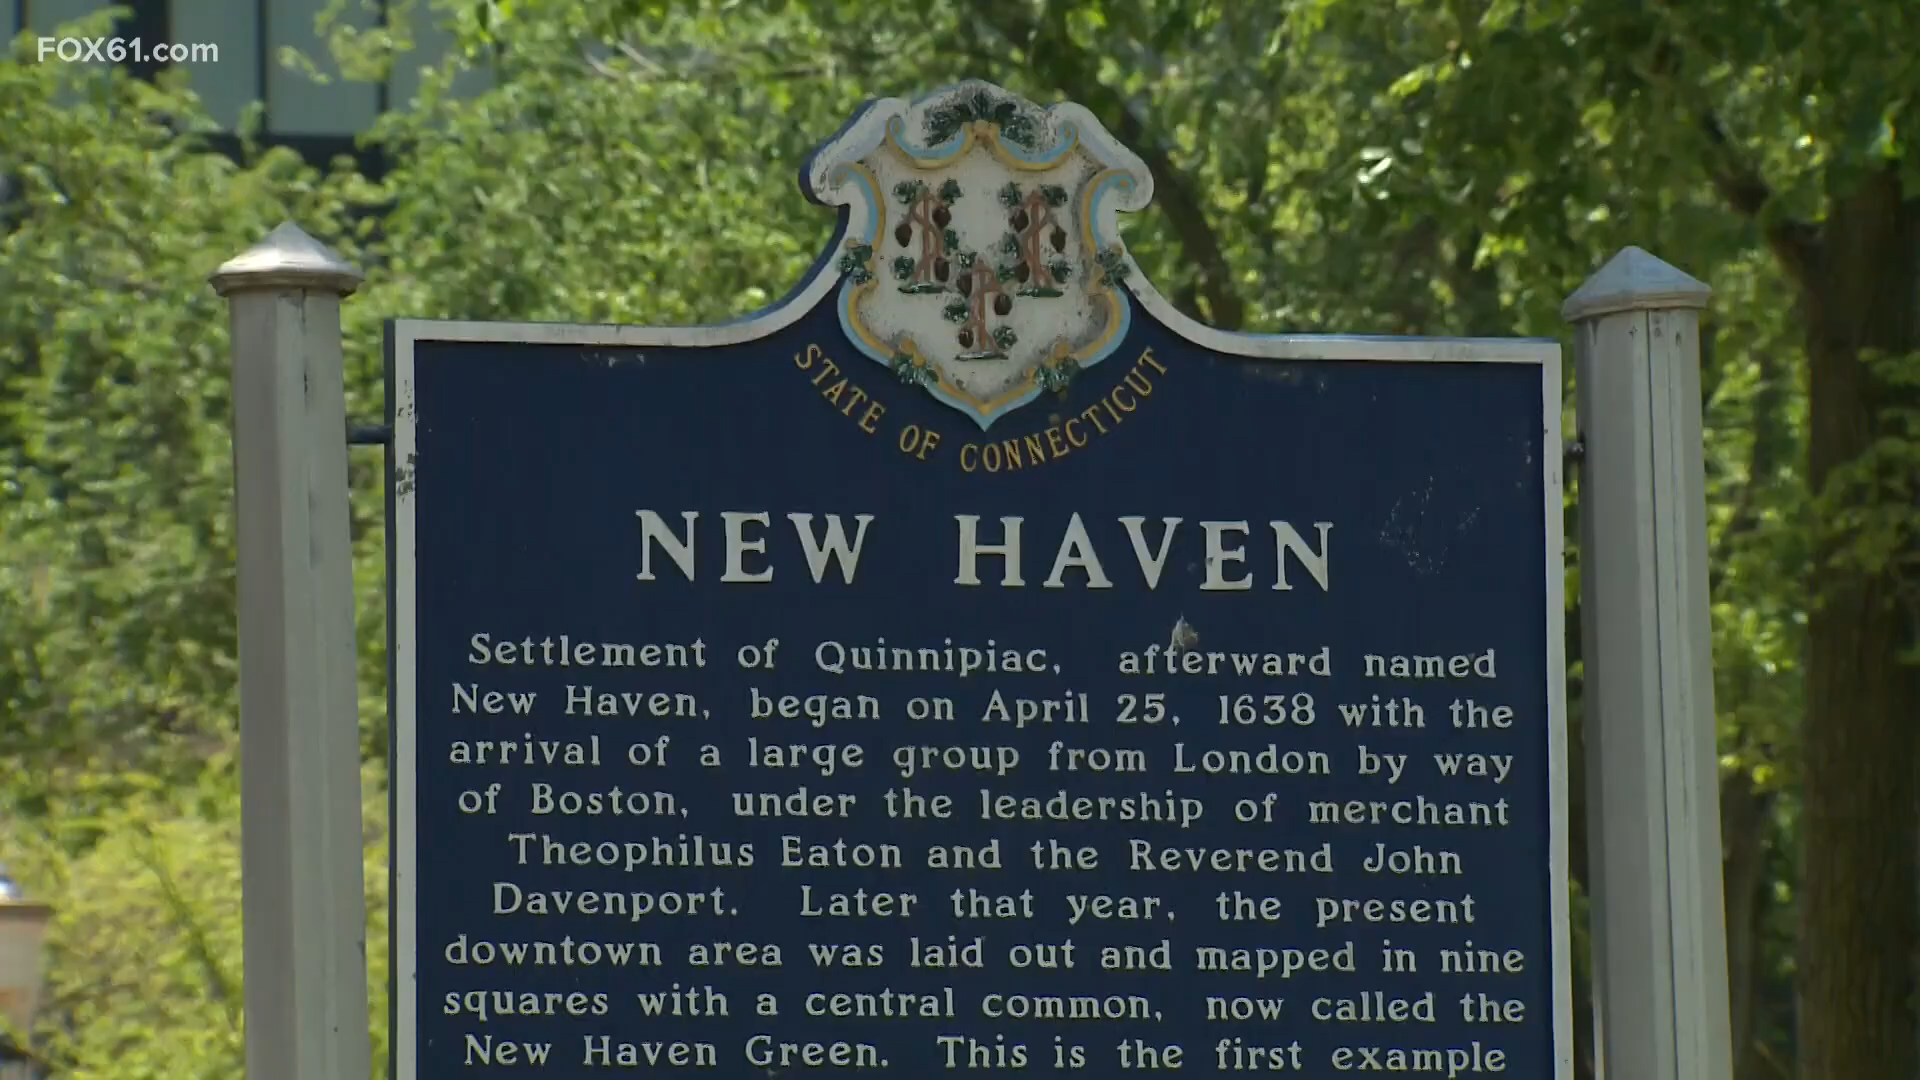 FOX61.com
STATE OF CONNECTICUT
NEW HAVEN
Settlement of Quinnipiac, afterward named
New Haven, began on April 25, 1638 with the
arrival of a large group from London by way
of Boston, under the leadership of merchant
Theophilus Eaton and the Reverend John
Davenport. Later that year, the present
downtown area was laid out and mapped in nine
squares with a central common, now called the
New Haven Green. This is the first example